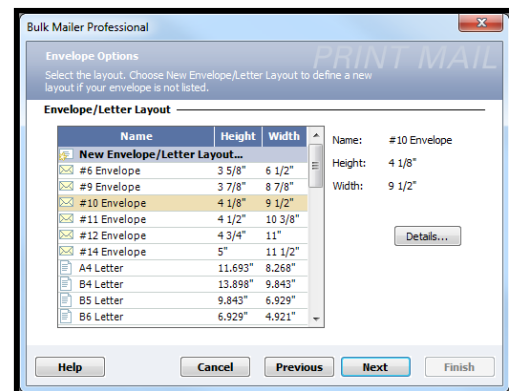 Bulk Mailer Professional
PRINT MAIL
Envelope Options
Select the layout. Choose New Envelope/Letter Layout to define a new
layout if your envelope is not listed.
Envelope/Letter Layout
Name Height Width
New Envelope/Letter Layout...
#6 Envelope 3 5/8" 6 1/2"
#9 Envelope 3 7/8" 8 7/8"
#10 Envelope 4 1/8" 9 1/2"
#11 Envelope 4 1/2" 10 3/8"
#12 Envelope 4 3/4" 11"
#14 Envelope 5" 11 1/2"
A4 Letter 11.693" 8.268"
B4 Letter 13.898" 9.843"
B5 Letter 9.843" 6.929"
B6 Letter 6.929" 4.921"
Name: #10 Envelope
Height: 4 1/8"
Width: 9 1/2"
Details...
Help Cancel Previous Next Finish